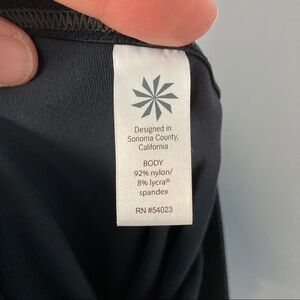 Designed in
Sonoma County,
California
BODY
92% nylon/
8% lycra®
spandex
RN #54023